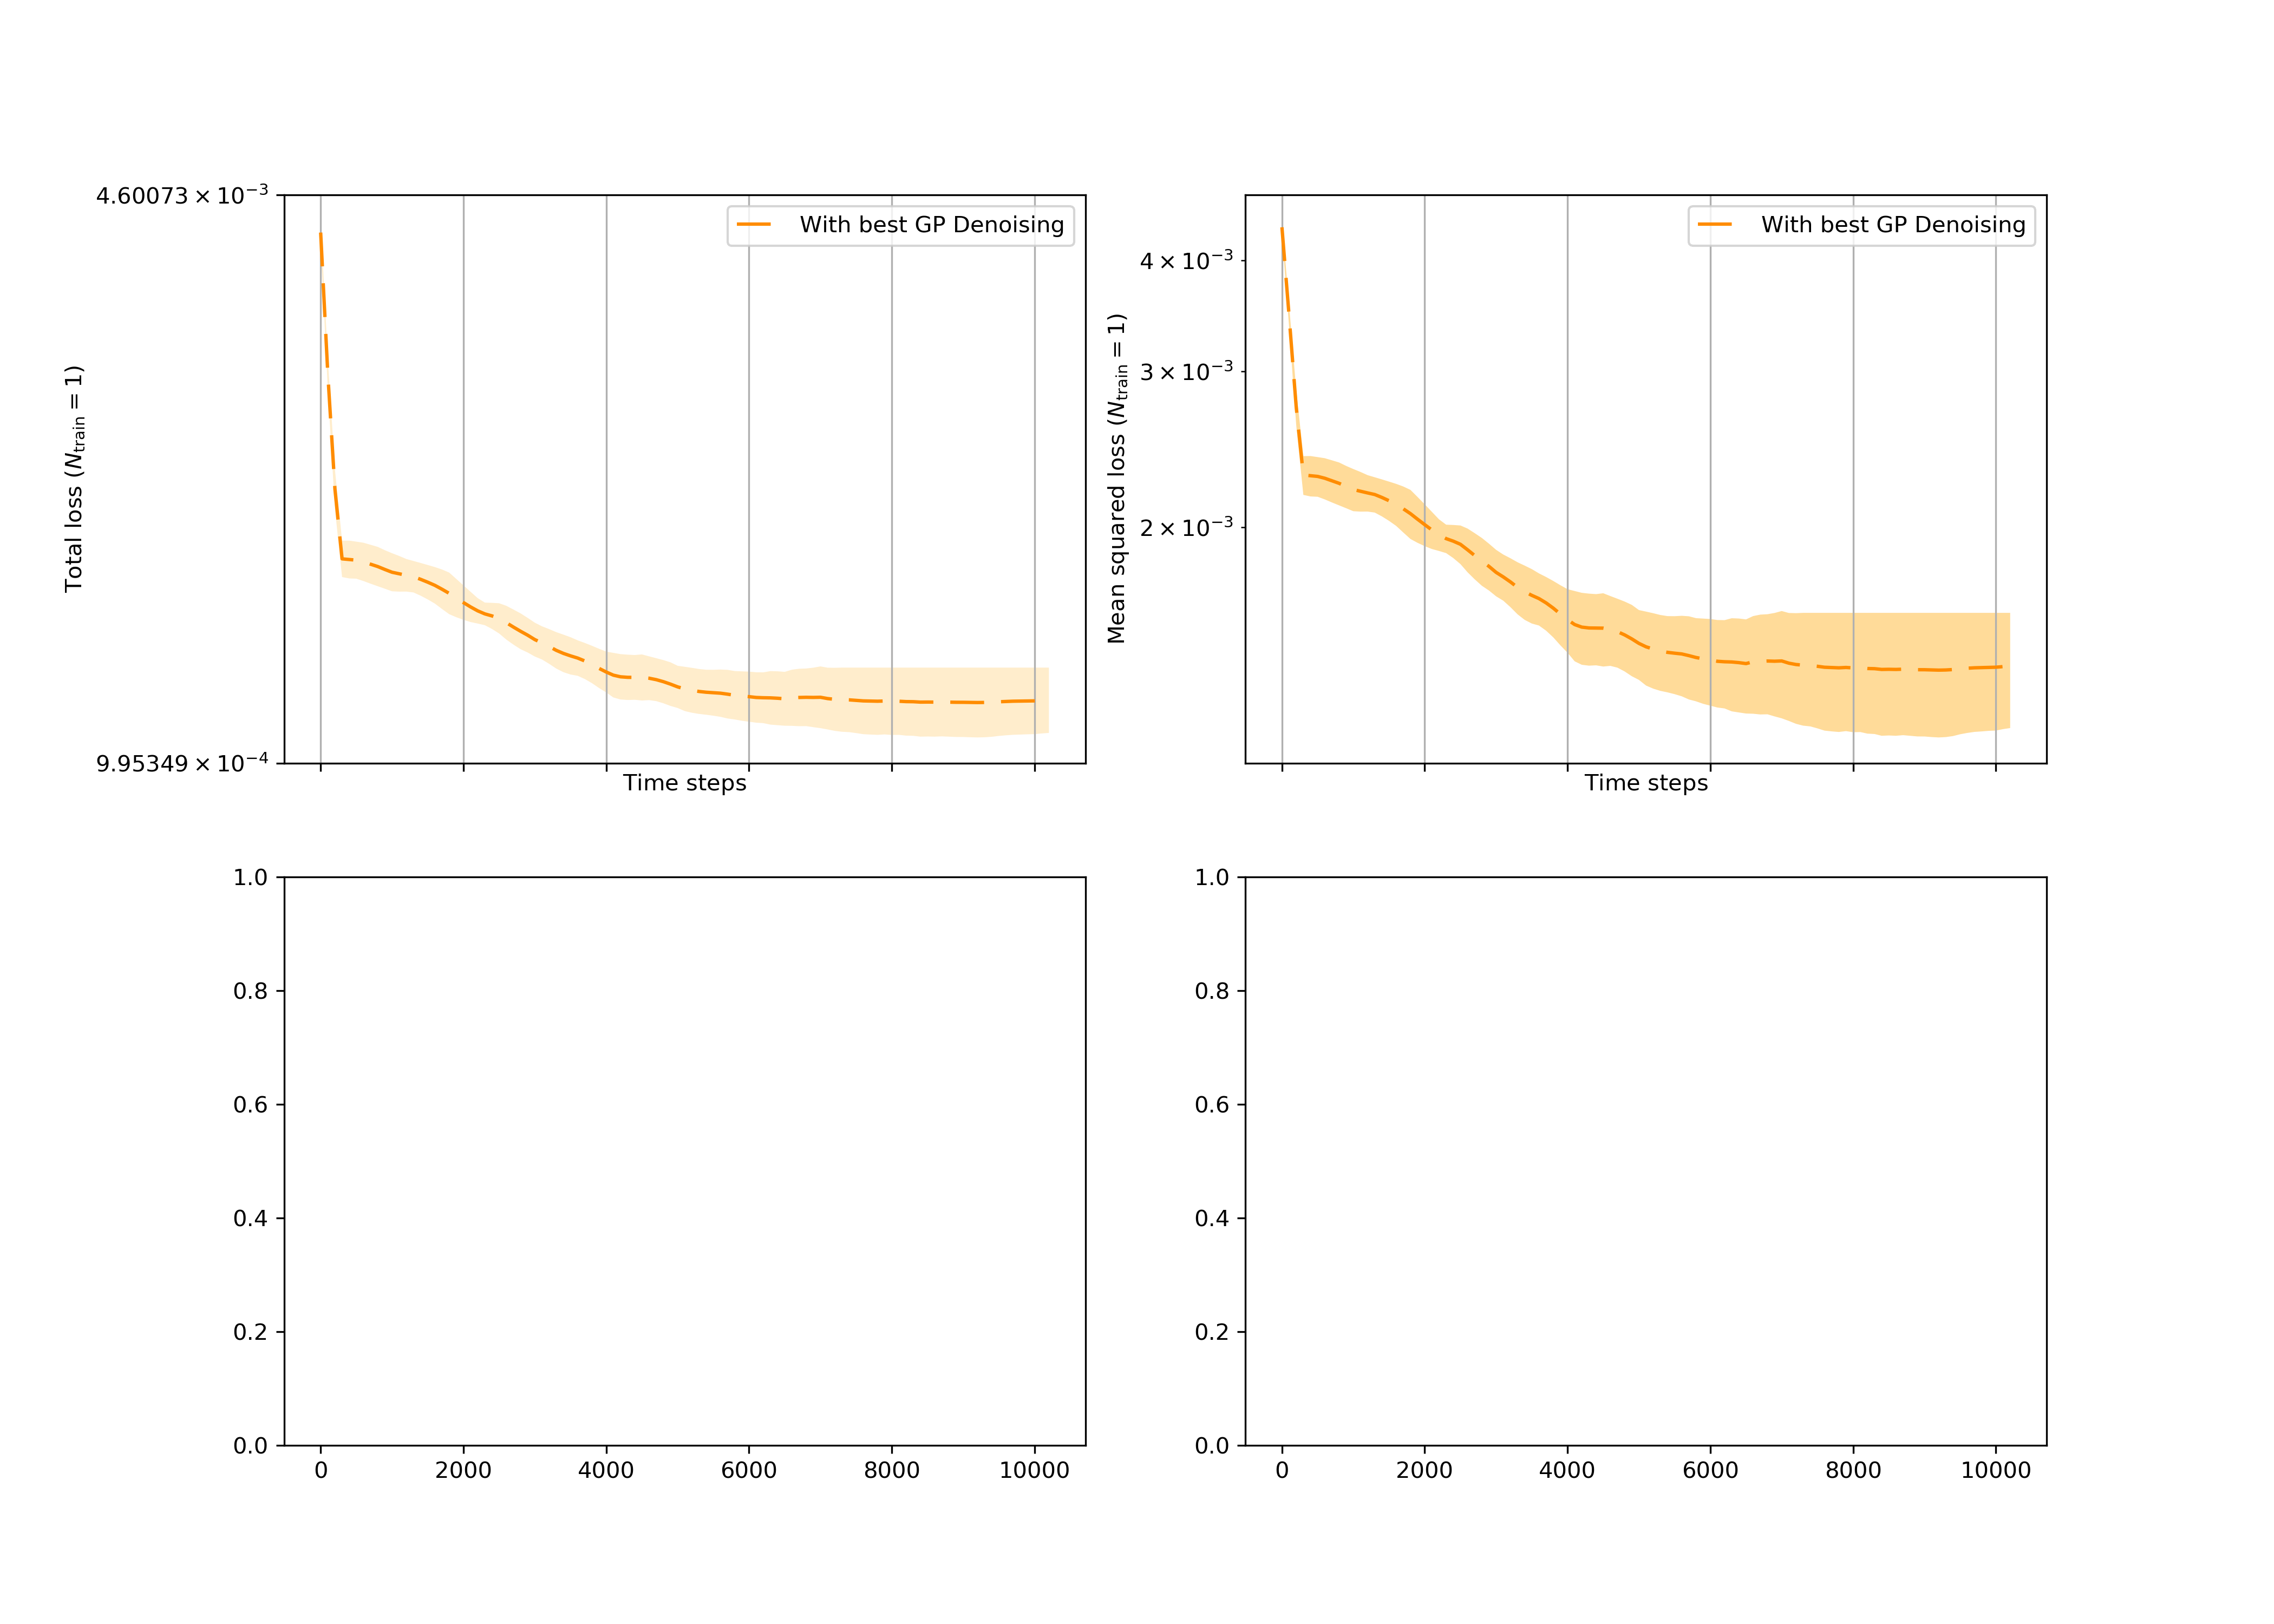 4.60073 × 10⁻³
9.95349 × 10⁻⁴
Total loss (N_train = 1)
With best GP Denoising
Time steps
4 × 10⁻³
3 × 10⁻³
2 × 10⁻³
Mean squared loss (N_train = 1)
With best GP Denoising
Time steps
1.0
0.8
0.6
0.4
0.2
0.0
0 2000 4000 6000 8000 10000
1.0
0.8
0.6
0.4
0.2
0.0
0 2000 4000 6000 8000 10000